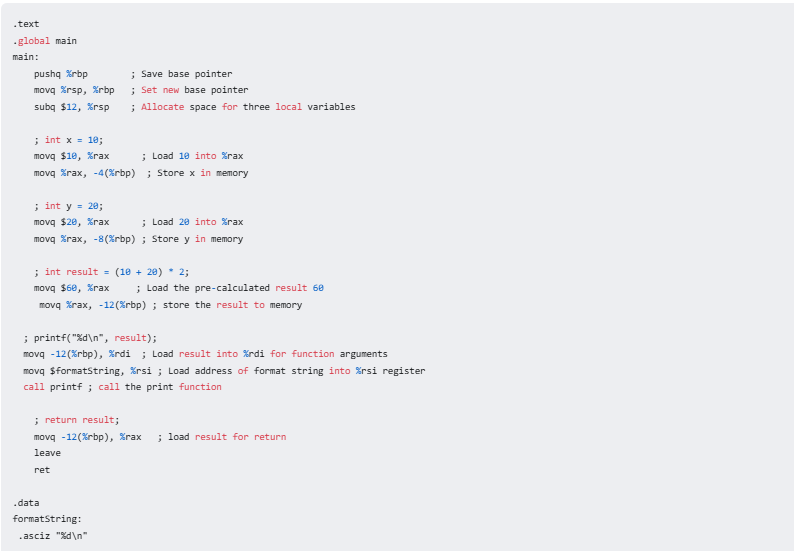 .text
.global main
main:
    pushq %rbp        ; Save base pointer
    movq %rsp, %rbp   ; Set new base pointer
    subq $12, %rsp    ; Allocate space for three local variables

    ; int x = 10;
    movq $10, %rax      ; Load 10 into %rax
    movq %rax, -4(%rbp)  ; Store x in memory

    ; int y = 20;
    movq $20, %rax      ; Load 20 into %rax
    movq %rax, -8(%rbp) ; Store y in memory

    ; int result = (10 + 20) * 2;
    movq $60, %rax     ; Load the pre-calculated result 60
     movq %rax, -12(%rbp) ; store the result to memory

  ; printf("%d\n", result);
  movq -12(%rbp), %rdi  ; Load result into %rdi for function arguments
  movq $formatString, %rsi ; Load address of format string into %rsi register
  call printf ; call the print function

    ; return result;
    movq -12(%rbp), %rax   ; load result for return
    leave
    ret

.data
formatString:
 .asciz "%d\n"